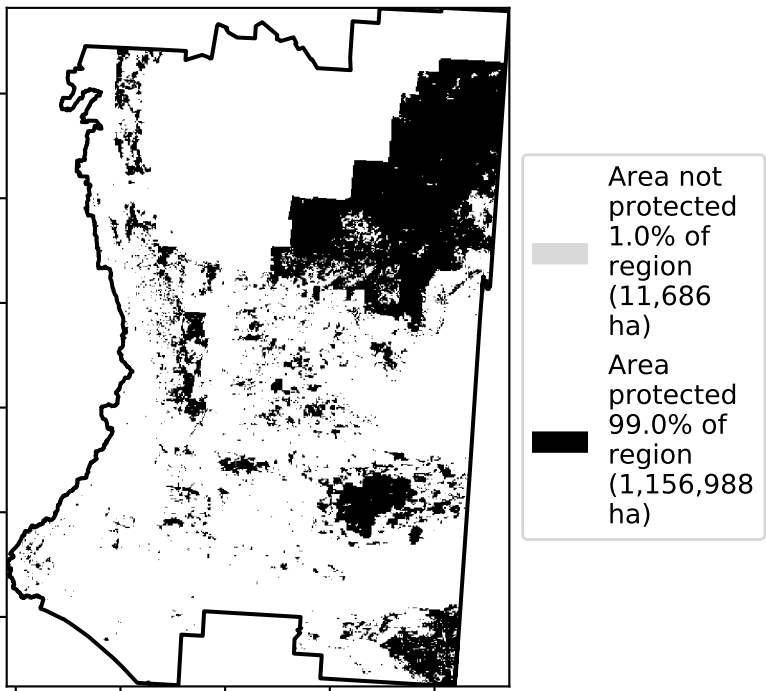 Area not
protected
1.0% of
region
(11,686
ha)
Area
protected
99.0% of
region
(1,156,988
ha)